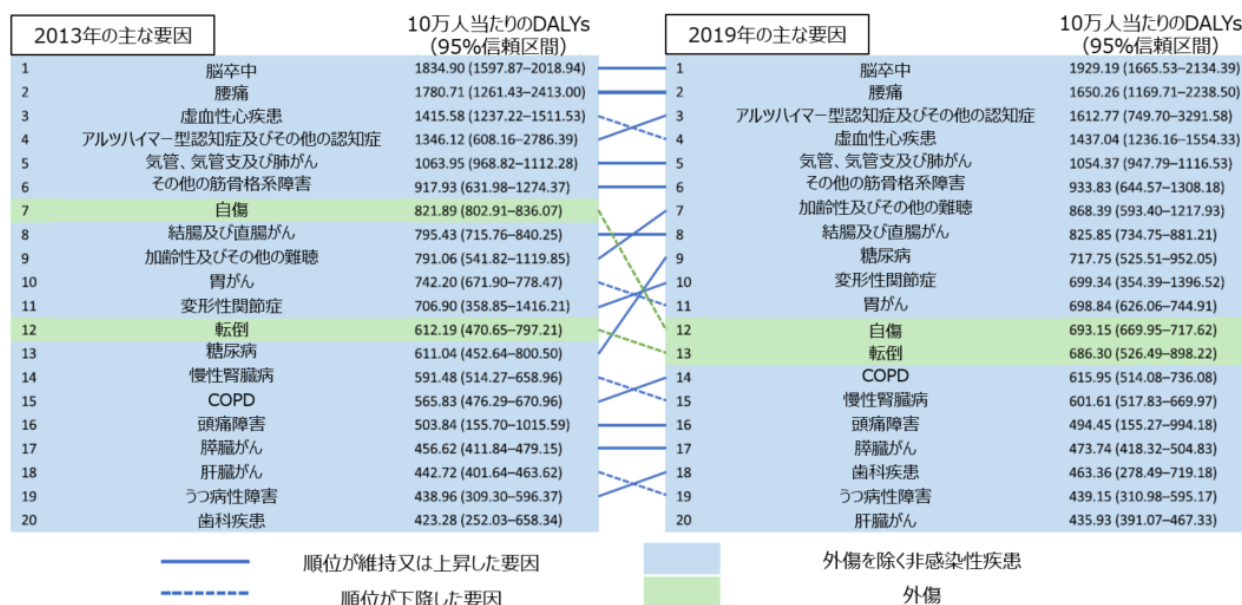 2013年の主な要因 10万人当たりのDALYs
（95%信頼区間）
1 脳卒中 1834.90 (1597.87–2018.94)
2 腰痛 1780.71 (1261.43–2413.00)
3 虚血性心疾患 1415.58 (1237.22–1511.53)
4 アルツハイマー型認知症及びその他の認知症 1346.12 (608.16–2786.39)
5 気管、気管支及び肺がん 1063.95 (968.82–1112.28)
6 その他の筋骨格系障害 917.93 (631.98–1274.37)
7 自傷 821.89 (802.91–836.07)
8 結腸及び直腸がん 795.43 (715.76–840.25)
9 加齢性及びその他の難聴 791.06 (541.82–1119.85)
10 胃がん 742.20 (671.90–778.47)
11 変形性関節症 706.90 (358.85–1416.21)
12 転倒 612.19 (470.65–797.21)
13 糖尿病 611.04 (452.64–800.50)
14 慢性腎臓病 591.48 (514.27–658.96)
15 COPD 565.83 (476.29–670.96)
16 頭痛障害 503.84 (155.70–1015.59)
17 膵臓がん 456.62 (411.84–479.15)
18 肝臓がん 442.72 (401.64–463.62)
19 うつ病性障害 438.96 (309.30–596.37)
20 歯科疾患 423.28 (252.03–658.34)
2019年の主な要因 10万人当たりのDALYs
（95%信頼区間）
1 脳卒中 1929.19 (1665.53–2134.39)
2 腰痛 1650.26 (1169.71–2238.50)
3 アルツハイマー型認知症及びその他の認知症 1612.77 (749.70–3291.58)
4 虚血性心疾患 1437.04 (1236.16–1554.33)
5 気管、気管支及び肺がん 1054.37 (947.79–1116.53)
6 その他の筋骨格系障害 933.83 (644.57–1308.18)
7 加齢性及びその他の難聴 868.39 (593.40–1217.93)
8 結腸及び直腸がん 825.85 (734.75–881.21)
9 糖尿病 717.75 (525.51–952.05)
10 変形性関節症 699.34 (354.39–1396.52)
11 胃がん 698.84 (626.06–744.91)
12 自傷 693.15 (669.95–717.62)
13 転倒 686.30 (526.49–898.22)
14 COPD 615.95 (514.08–736.08)
15 慢性腎臓病 601.61 (517.83–669.97)
16 頭痛障害 494.45 (155.27–994.18)
17 膵臓がん 473.74 (418.32–504.83)
18 歯科疾患 463.36 (278.49–719.18)
19 うつ病性障害 439.15 (310.98–595.17)
20 肝臓がん 435.93 (391.07–467.33)
順位が維持又は上昇した要因
順位が下降した要因
外傷を除く非感染性疾患
外傷